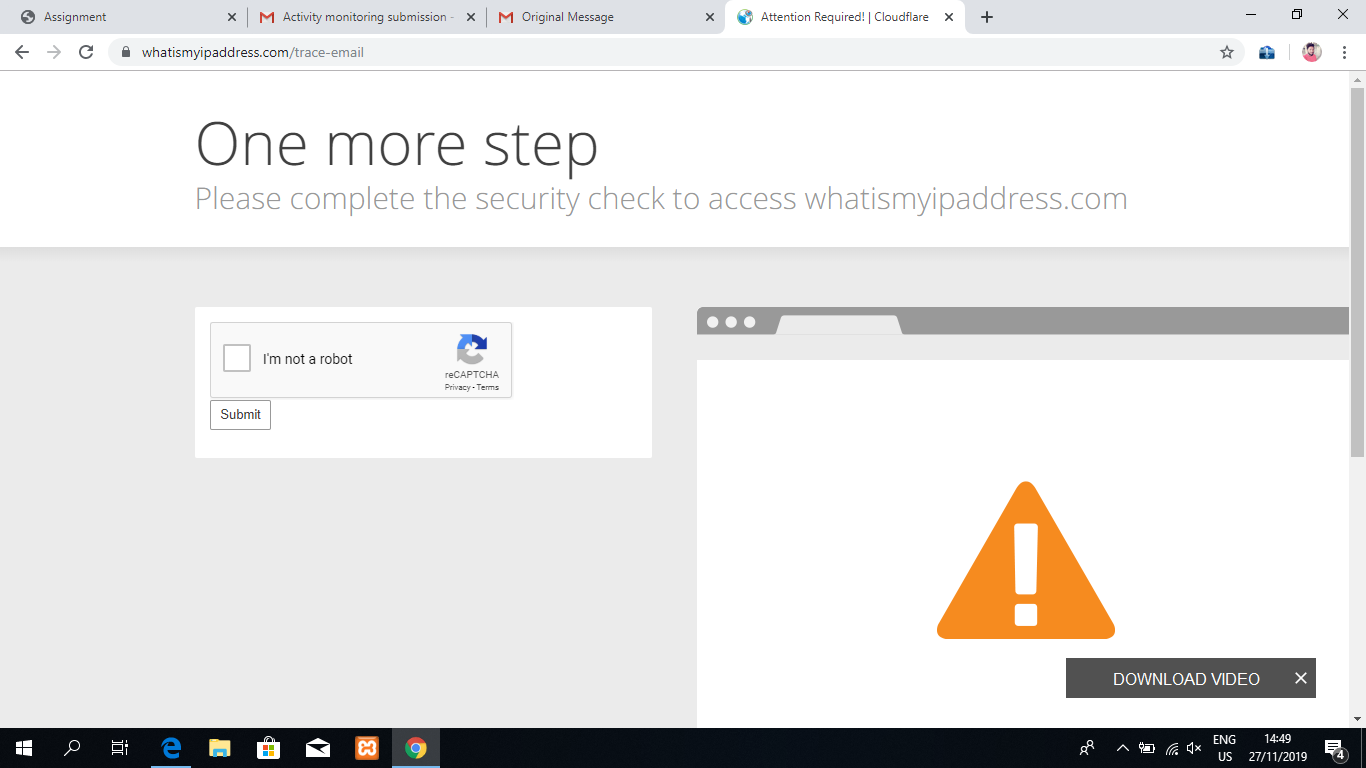 Assignment
Activity monitoring submission -
Original Message
Attention Required! | Cloudflare
whatismyipaddress.com/trace-email
One more step
Please complete the security check to access whatismyipaddress.com
I'm not a robot
reCAPTCHA
Privacy - Terms
Submit
DOWNLOAD VIDEO
ENG
US
14:49
27/11/2019
4